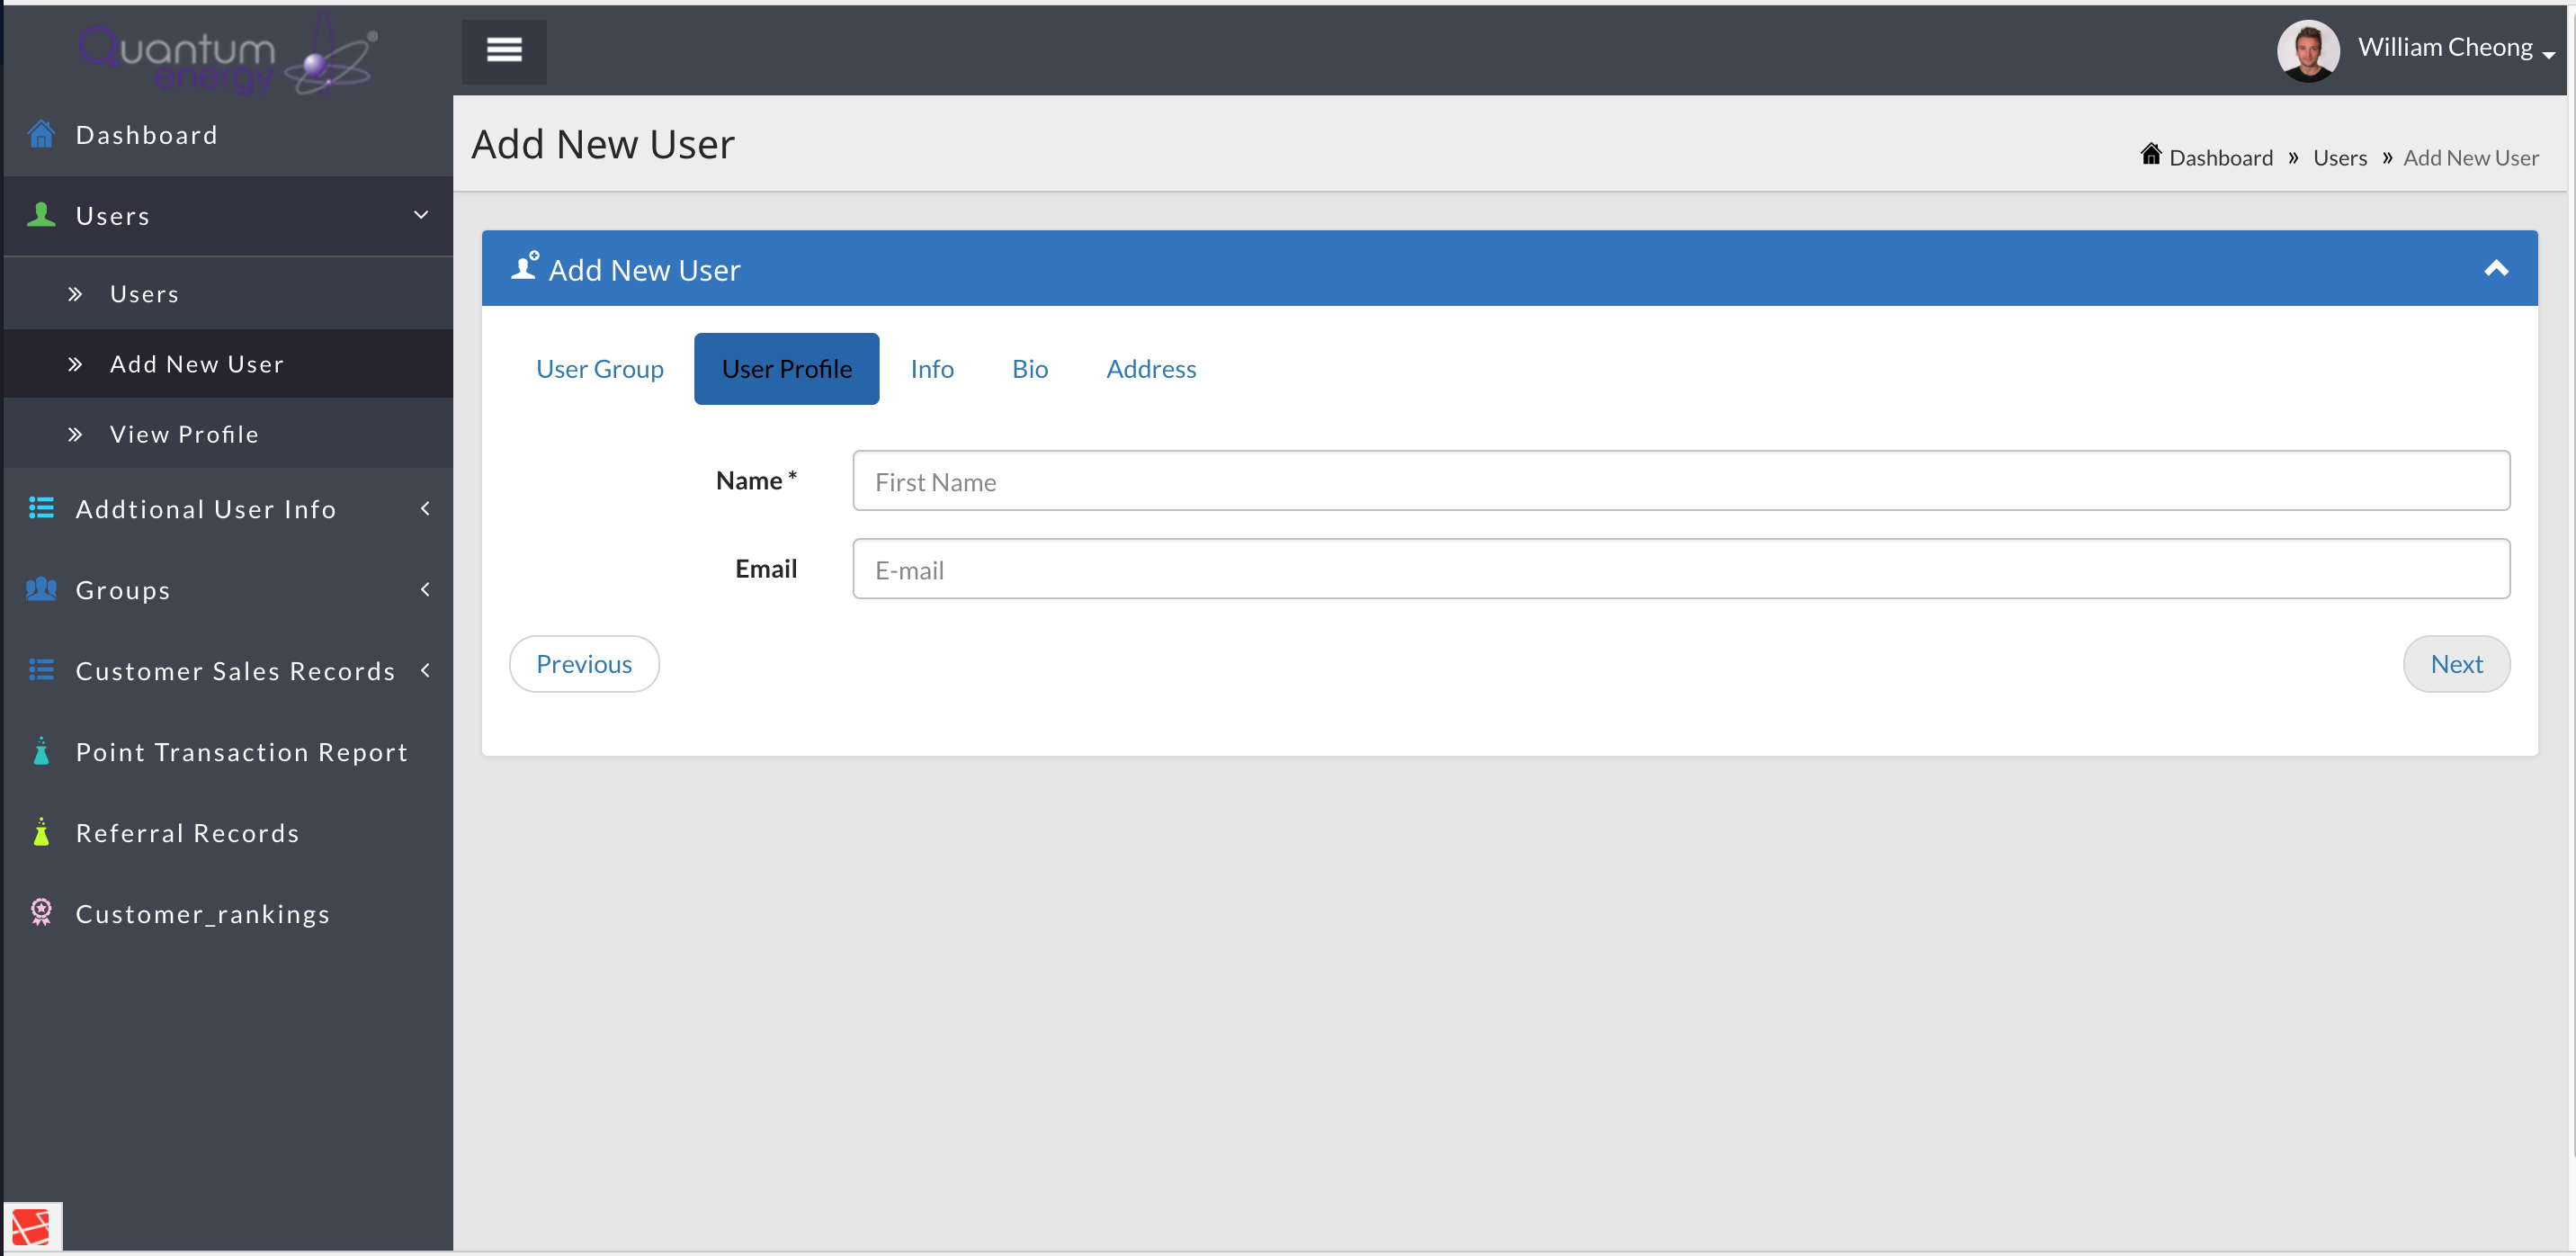 Quantum
energy
®
William Cheong
Dashboard
Users
Users
Add New User
View Profile
Addtional User Info
Groups
Customer Sales Records
Point Transaction Report
Referral Records
Customer_rankings
Add New User
Dashboard » Users » Add New User
Add New User
User Group User Profile Info Bio Address
Name * First Name
Email E-mail
Previous Next